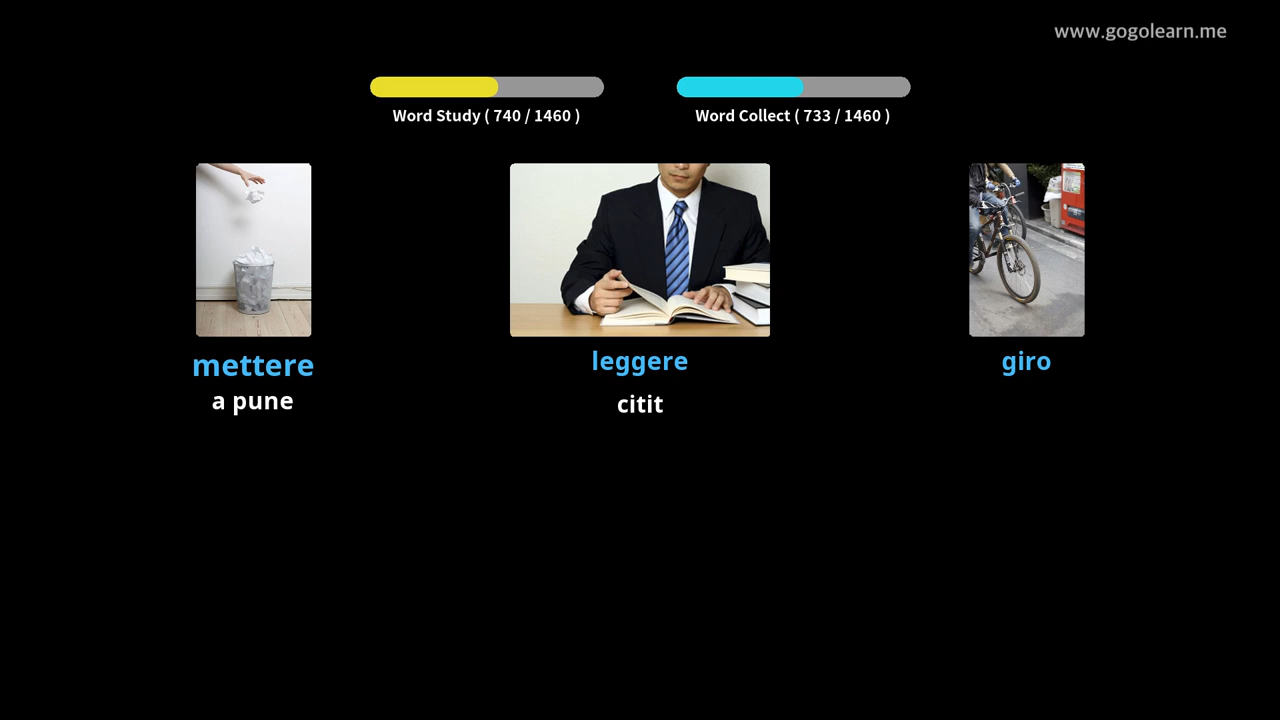 www.gogolearn.me
Word Study ( 740 / 1460 )
Word Collect ( 733 / 1460 )
mettere
a pune
leggere
citit
giro